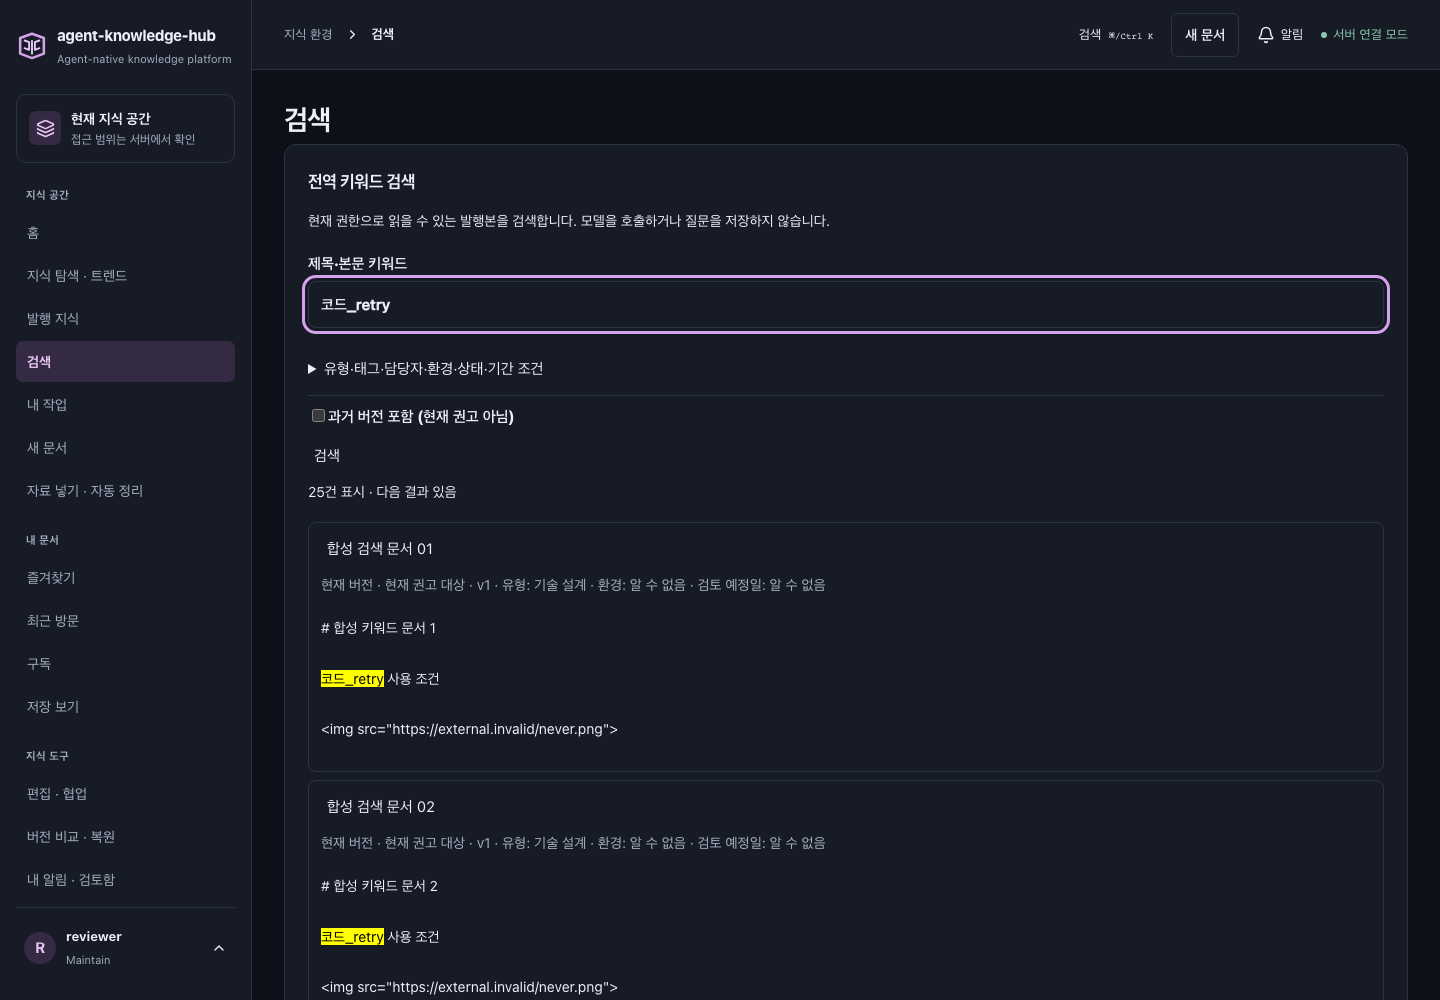 agent-knowledge-hub
Agent-native knowledge platform
현재 지식 공간
접근 범위는 서버에서 확인
지식 공간
홈
지식 탐색 · 트렌드
발행 지식
검색
내 작업
새 문서
자료 넣기 · 자동 정리
내 문서
즐겨찾기
최근 방문
구독
저장 보기
지식 도구
편집 · 협업
버전 비교 · 복원
내 알림 · 검토함
R
reviewer
Maintain
지식 환경 > 검색
검색 ⌘/Ctrl K
새 문서
알림
서버 연결 모드
검색
전역 키워드 검색
현재 권한으로 읽을 수 있는 발행본을 검색합니다. 모델을 호출하거나 질문을 저장하지 않습니다.
제목·본문 키워드
코드_retry
유형·태그·담당자·환경·상태·기간 조건
과거 버전 포함 (현재 권고 아님)
검색
25건 표시 · 다음 결과 있음
합성 검색 문서 01
현재 버전 · 현재 권고 대상 · v1 · 유형: 기술 설계 · 환경: 알 수 없음 · 검토 예정일: 알 수 없음
# 합성 키워드 문서 1
코드_retry 사용 조건
<img src="https://external.invalid/never.png">
합성 검색 문서 02
현재 버전 · 현재 권고 대상 · v1 · 유형: 기술 설계 · 환경: 알 수 없음 · 검토 예정일: 알 수 없음
# 합성 키워드 문서 2
코드_retry 사용 조건
<img src="https://external.invalid/never.png">